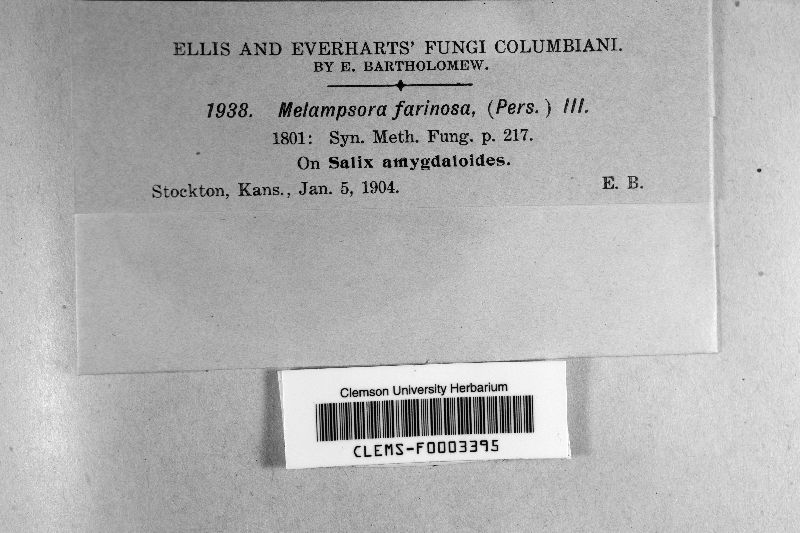 ELLIS AND EVERHARTS' FUNGI COLUMBIANI.
BY E. BARTHOLOMEW.
1938. Melampsora farinosa, (Pers.) III.
1801: Syn. Meth. Fung. p. 217.
On Salix amygdaloides.
Stockton, Kans., Jan. 5, 1904. E. B.
Clemson University Herbarium
CLEMS-F0003395